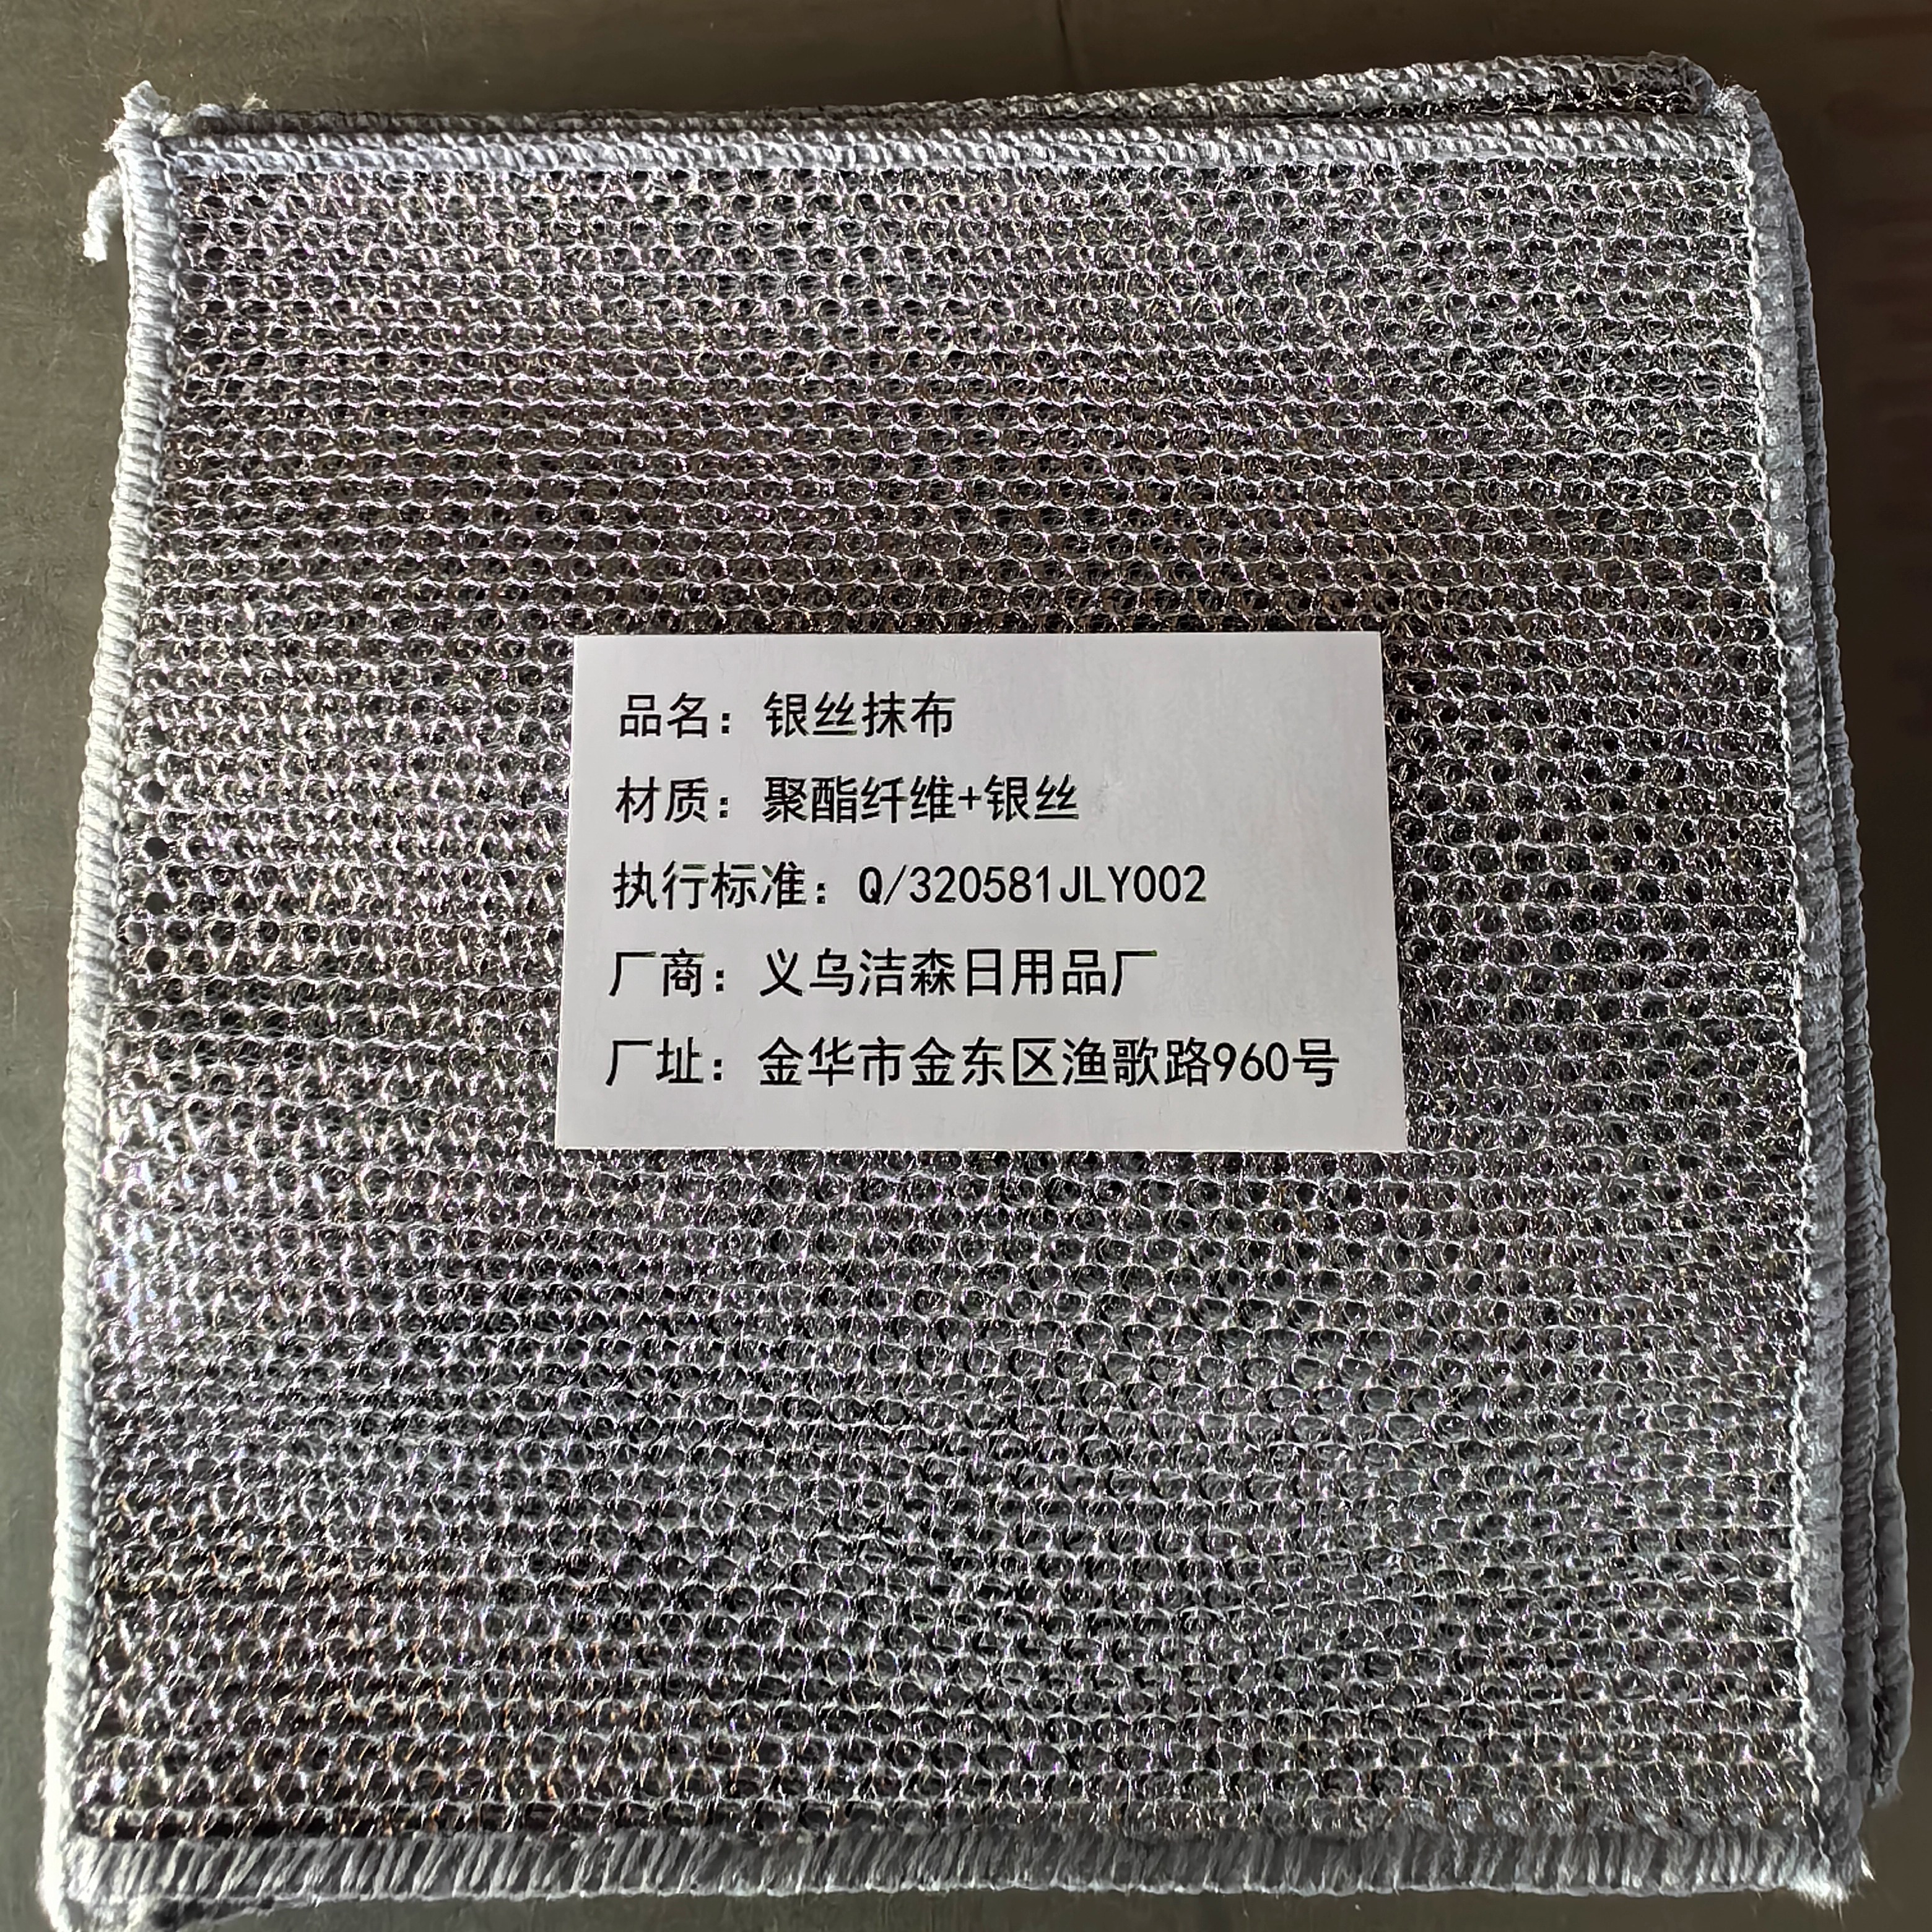 品名：银丝抹布
材质：聚酯纤维+银丝
执行标准：Q/320581JLY002
厂商：义乌洁森日用品厂
厂址：金华市金东区渔歌路960号